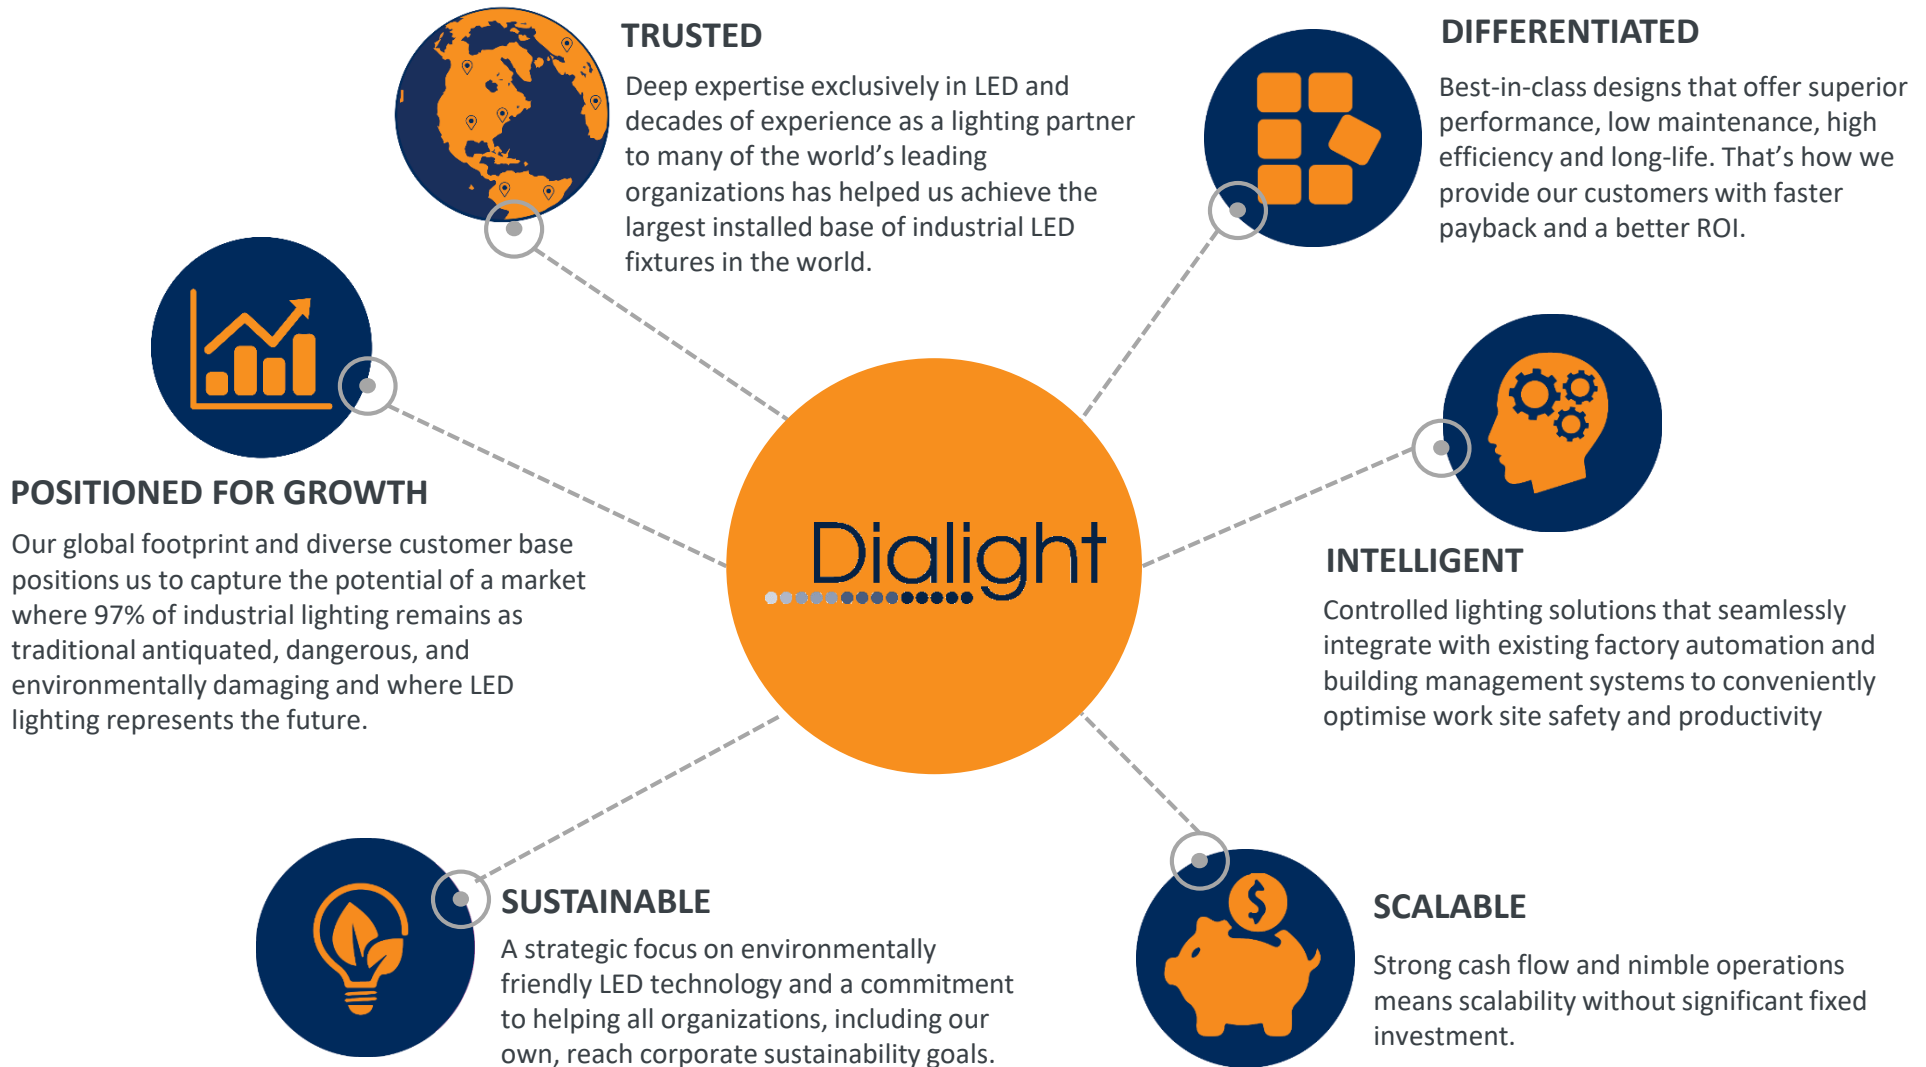 TRUSTED
Deep expertise exclusively in LED and
decades of experience as a lighting partner
to many of the world’s leading
organizations has helped us achieve the
largest installed base of industrial LED
fixtures in the world.
DIFFERENTIATED
Best-in-class designs that offer superior
performance, low maintenance, high
efficiency and long-life. That’s how we
provide our customers with faster
payback and a better ROI.
POSITIONED FOR GROWTH
Our global footprint and diverse customer base
positions us to capture the potential of a market
where 97% of industrial lighting remains as
traditional antiquated, dangerous, and
environmentally damaging and where LED
lighting represents the future.
Dialight
INTELLIGENT
Controlled lighting solutions that seamlessly
integrate with existing factory automation and
building management systems to conveniently
optimise work site safety and productivity
SUSTAINABLE
A strategic focus on environmentally
friendly LED technology and a commitment
to helping all organizations, including our
own, reach corporate sustainability goals.
$
SCALABLE
Strong cash flow and nimble operations
means scalability without significant fixed
investment.